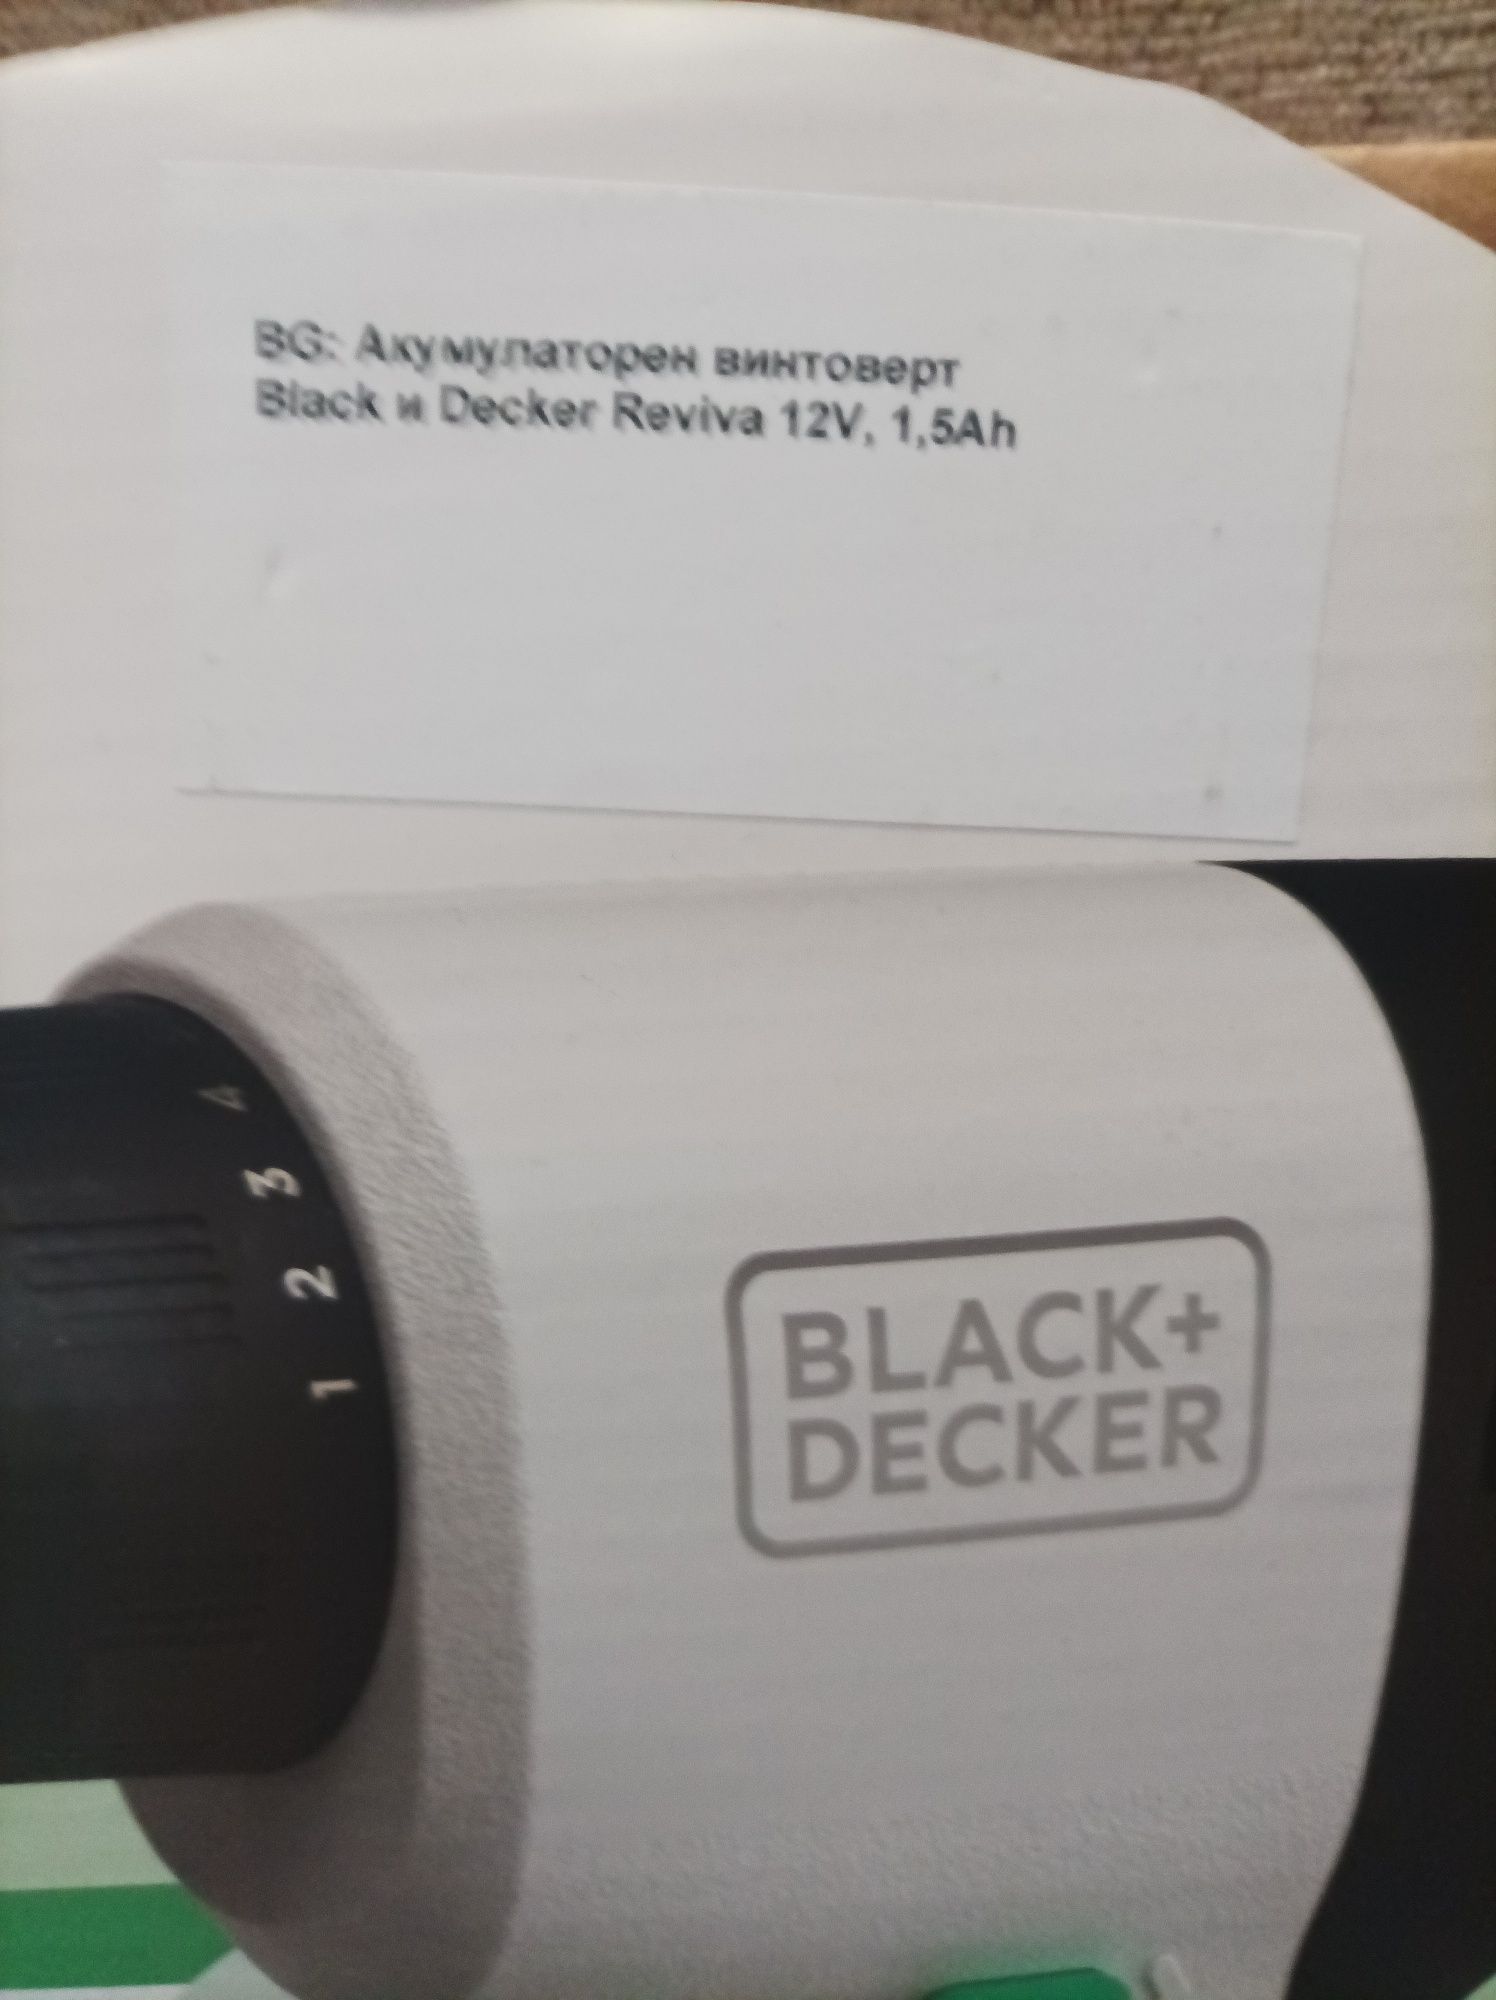 BG: Акумулаторен винтоверт
Black и Decker Reviva 12V, 1,5Ah
4
3
2
1
BLACK+
DECKER